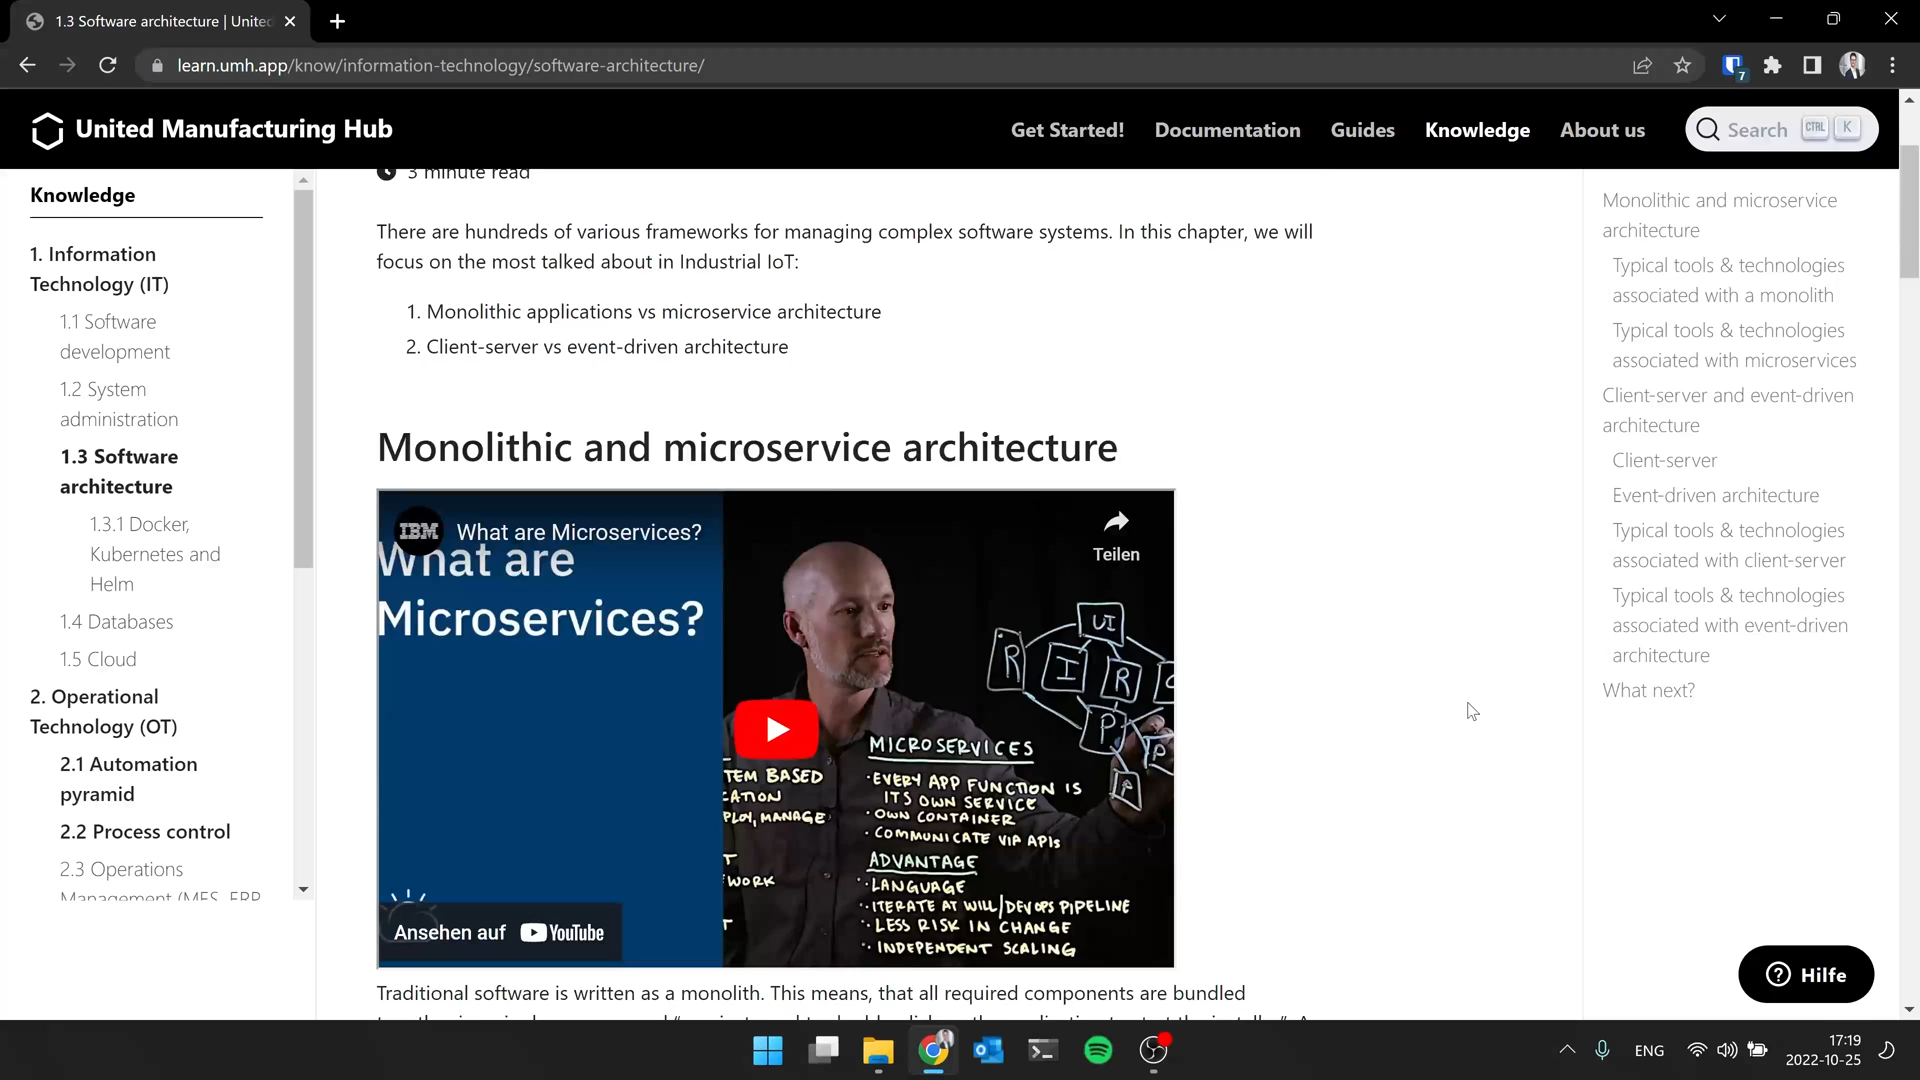 1.3 Software architecture | United
learn.umh.app/know/information-technology/software-architecture/
7
United Manufacturing Hub
Get Started!
Documentation
Guides
Knowledge
About us
Search
CTRL
K
Knowledge
1. Information
Technology (IT)
1.1 Software
development
1.2 System
administration
1.3 Software
architecture
1.3.1 Docker,
Kubernetes and
Helm
1.4 Databases
1.5 Cloud
2. Operational
Technology (OT)
2.1 Automation
pyramid
2.2 Process control
2.3 Operations
Management (MES, ERP
3 minute read
There are hundreds of various frameworks for managing complex software systems. In this chapter, we will
focus on the most talked about in Industrial IoT:
1. Monolithic applications vs microservice architecture
2. Client-server vs event-driven architecture
Monolithic and microservice architecture
IBM
What are Microservices?
Teilen
What are
Microservices?
UI
R
I
R
P
P
P
TEM BASED
CATION
PLOY, MANAGE
T
WORK
T
MICROSERVICES
· EVERY APP FUNCTION IS
ITS OWN SERVICE
· OWN CONTAINER
· COMMUNICATE VIA APIs
ADVANTAGE
· LANGUAGE
· ITERATE AT WILL/DEVOPS PIPELINE
· LESS RISK IN CHANGE
· INDEPENDENT SCALING
Ansehen auf YouTube
Traditional software is written as a monolith. This means, that all required components are bundled
Monolithic and microservice
architecture
Typical tools & technologies
associated with a monolith
Typical tools & technologies
associated with microservices
Client-server and event-driven
architecture
Client-server
Event-driven architecture
Typical tools & technologies
associated with client-server
Typical tools & technologies
associated with event-driven
architecture
What next?
Hilfe
ENG
17:19
2022-10-25